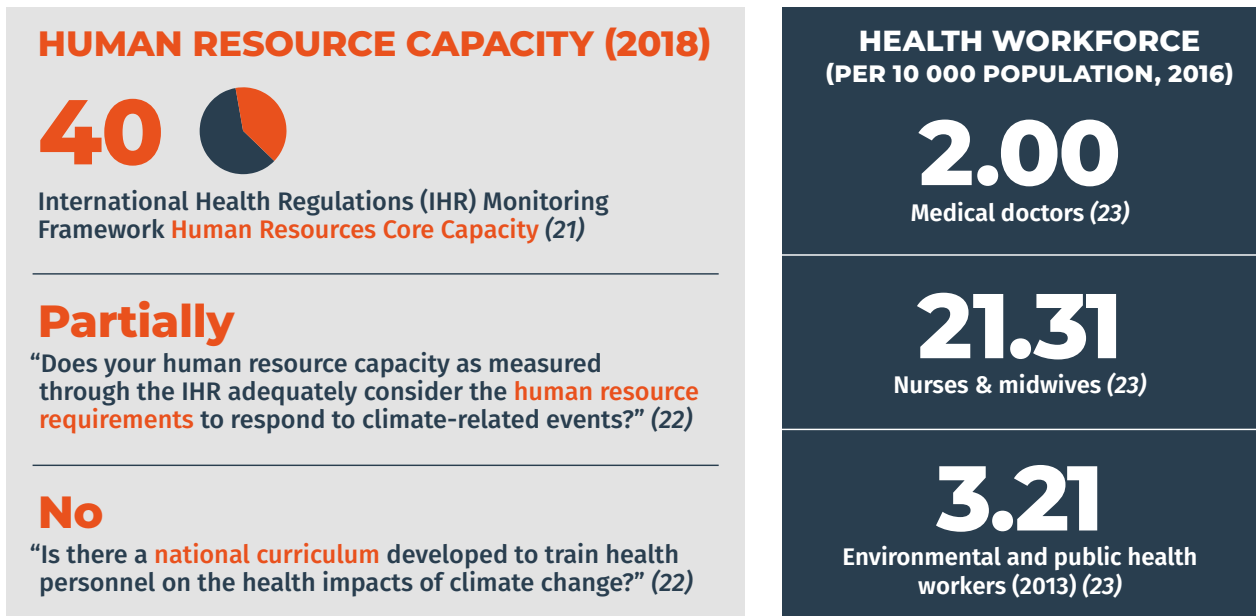 HUMAN RESOURCE CAPACITY (2018)
40
International Health Regulations (IHR) Monitoring
Framework Human Resources Core Capacity (21)
Partially
“Does your human resource capacity as measured
through the IHR adequately consider the human resource
requirements to respond to climate-related events?” (22)
No
“Is there a national curriculum developed to train health
personnel on the health impacts of climate change?” (22)
HEALTH WORKFORCE
(PER 10 000 POPULATION, 2016)
2.00
Medical doctors (23)
21.31
Nurses & midwives (23)
3.21
Environmental and public health
workers (2013) (23)